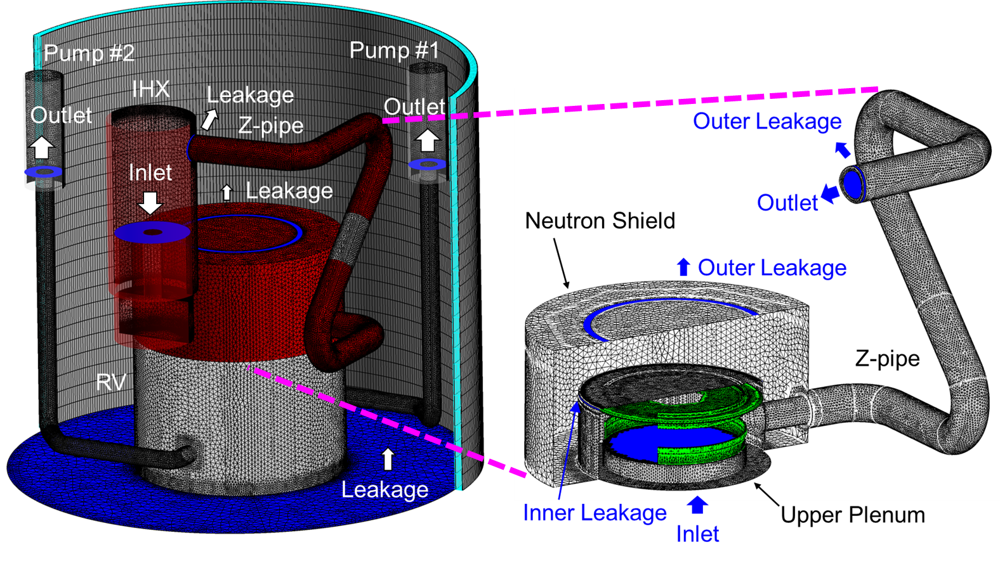 Pump #2
Pump #1
IHX
Leakage
Outlet
Outlet
Z-pipe
Inlet
Leakage
RV
Leakage
Outer Leakage
Outlet
Neutron Shield
Outer Leakage
Z-pipe
Inner Leakage
Upper Plenum
Inlet